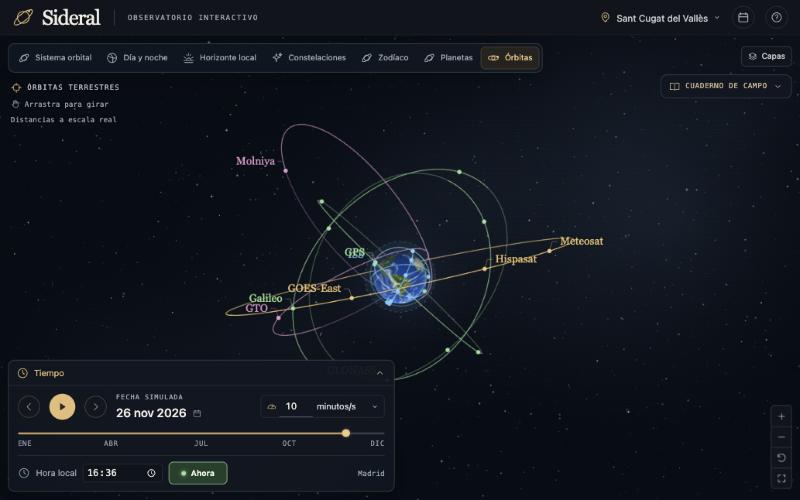 Sideral
OBSERVATORIO INTERACTIVO
Sant Cugat del Vallès
Sistema orbital
Día y noche
Horizonte local
Constelaciones
Zodíaco
Planetas
Órbitas
Capas
ÓRBITAS TERRESTRES
Arrastra para girar
Distancias a escala real
CUADERNO DE CAMPO
Molniya
Meteosat
GPS
Hispasat
GOES-East
Galileo
GTO
GLONASS
Tiempo
FECHA SIMULADA
26 nov 2026
10 minutos/s
ENE ABR JUL OCT DIC
Hora local 16:36 Ahora Madrid